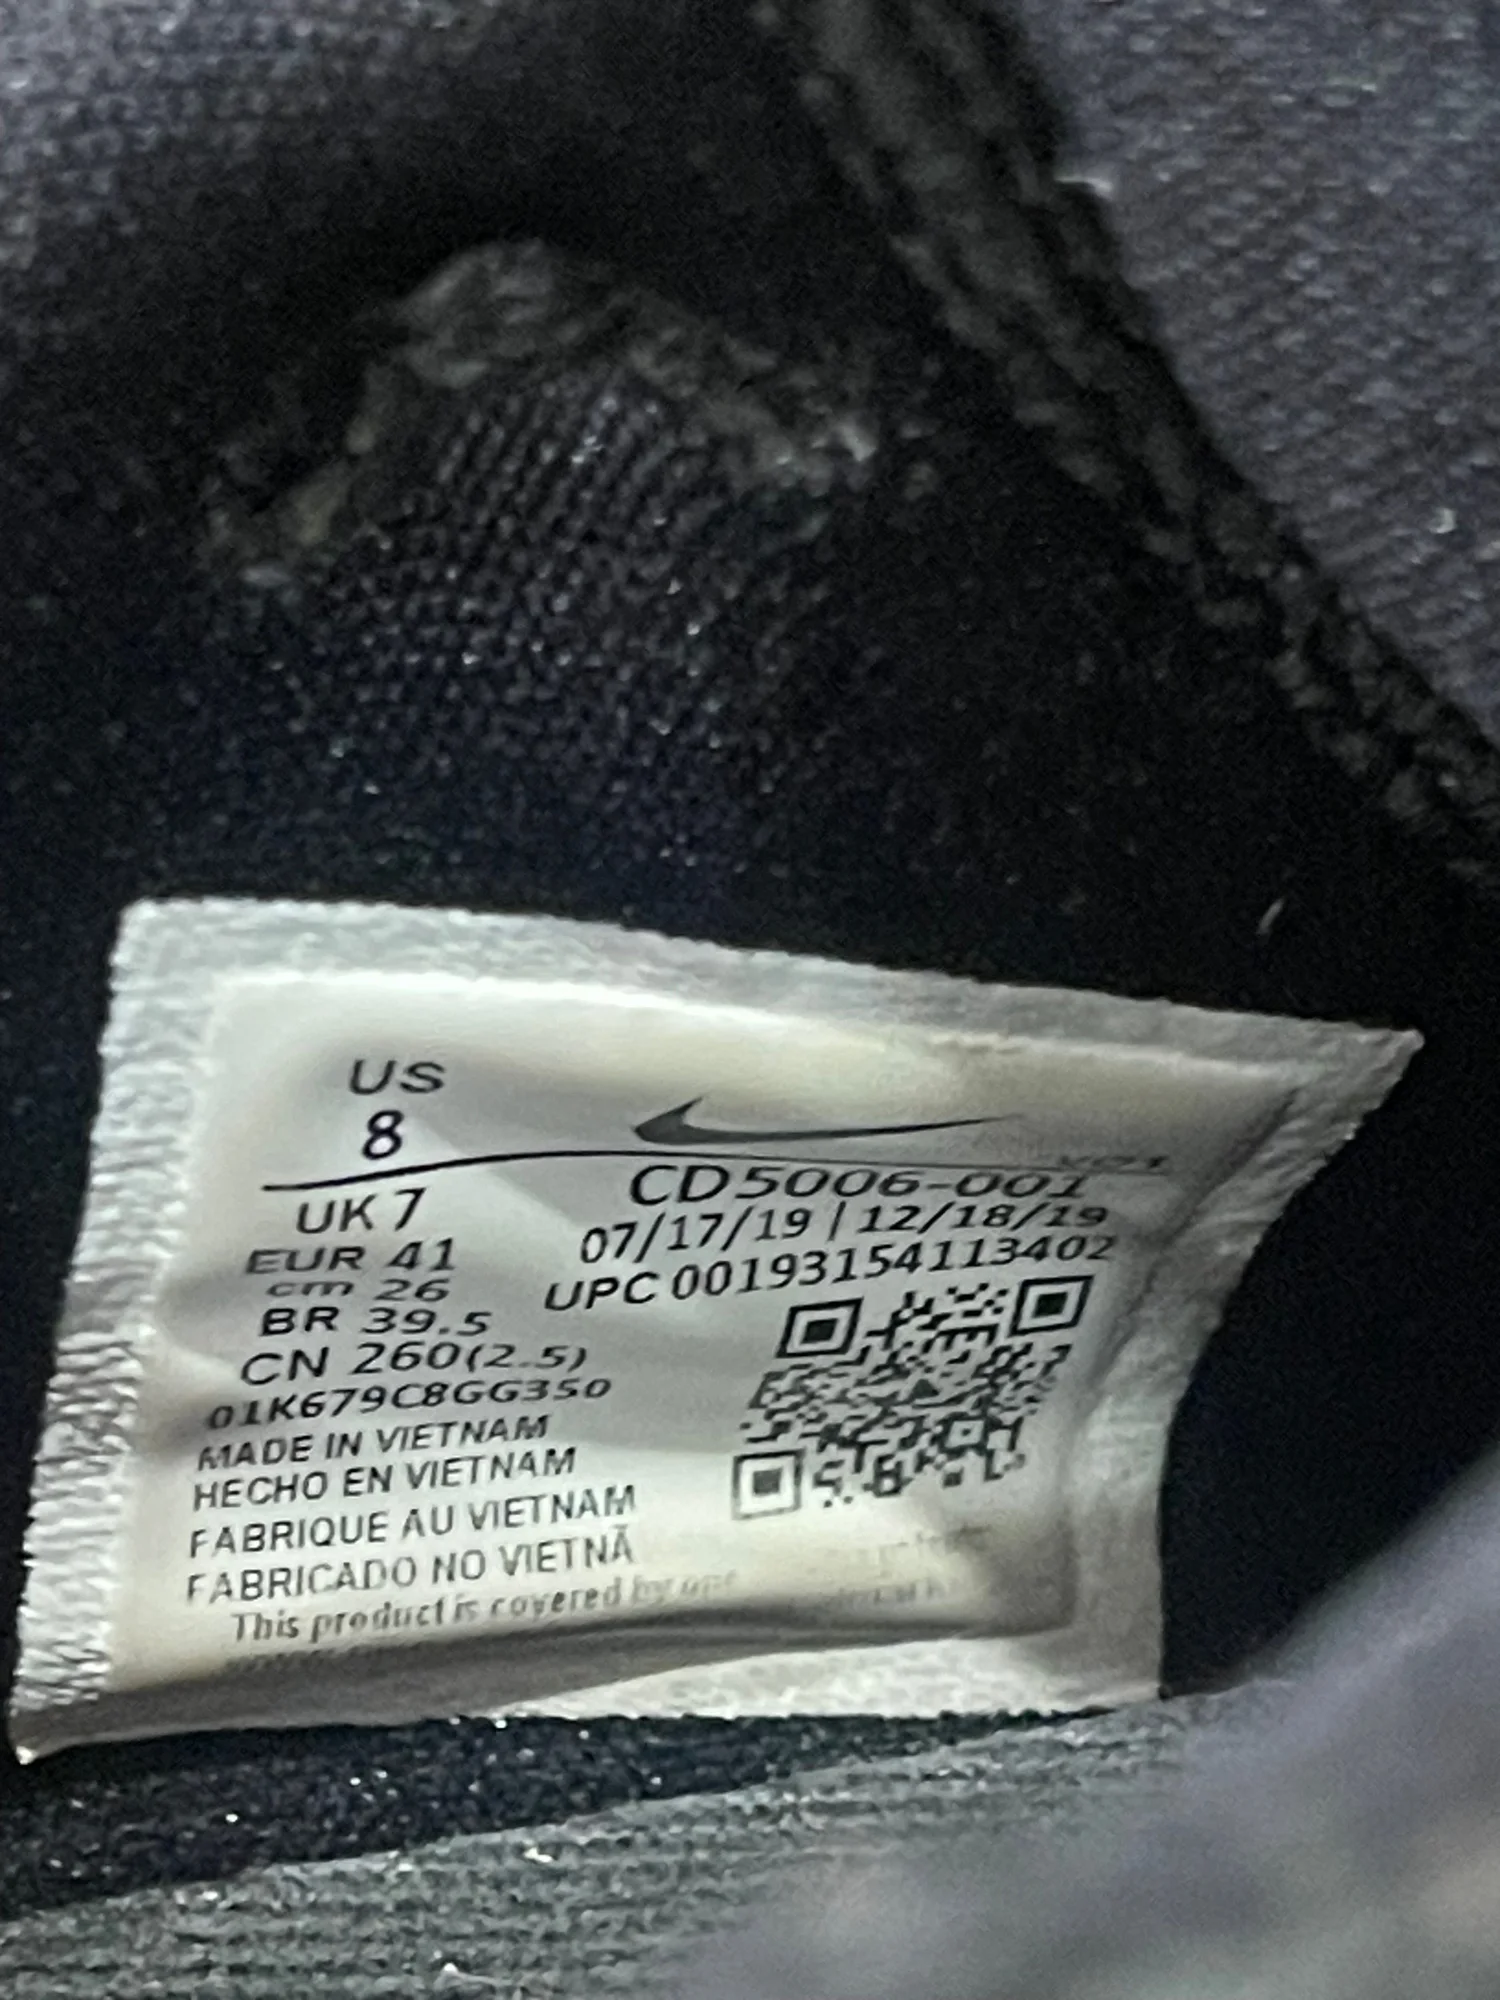 US
8
UK 7
EUR 41
cm 26
BR 39.5
CN 260(2.5)
01K679C8GG350
MADE IN VIETNAM
HECHO EN VIETNAM
FABRIQUE AU VIETNAM
FABRICADO NO VIETNÃ
This product is covered by one
CD5006-001
07/17/19 | 12/18/19
UPC 00193154113402